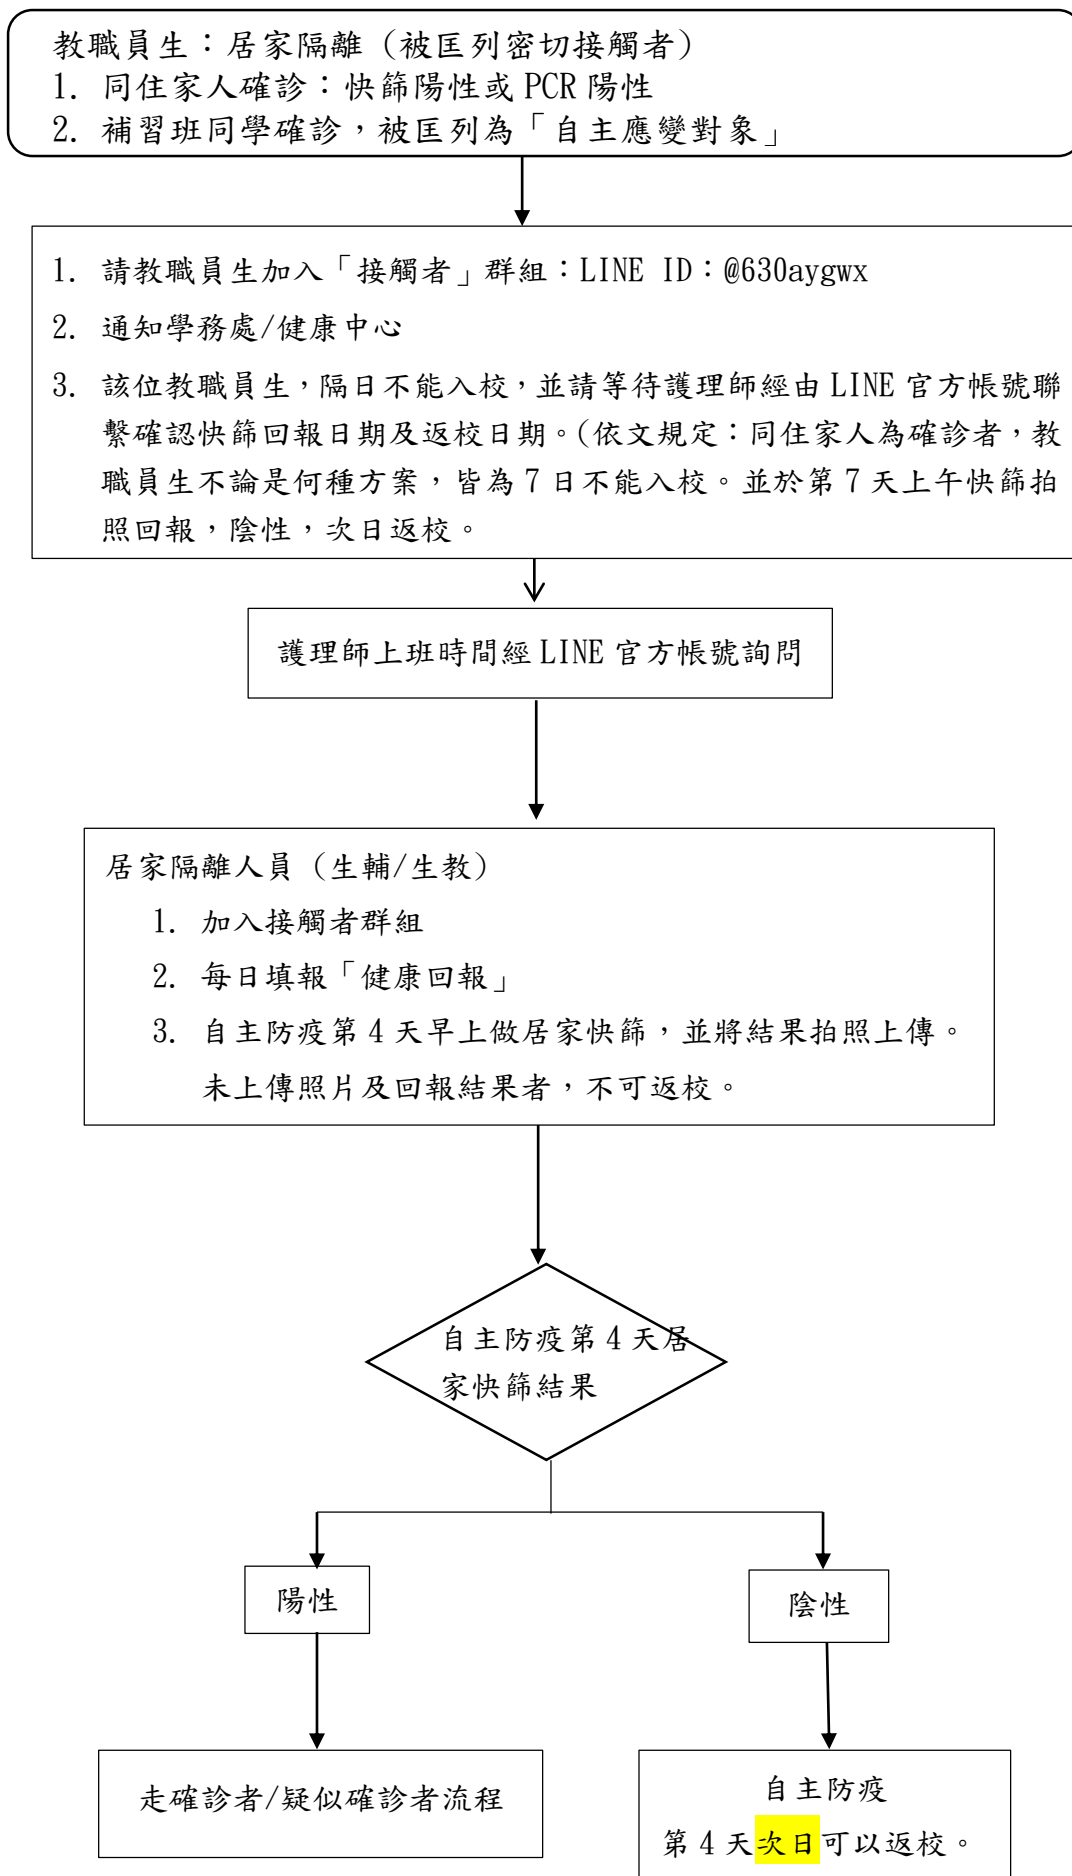 教職員生：居家隔離（被匡列密切接觸者）
1. 同住家人確診：快篩陽性或 PCR 陽性
2. 補習班同學確診，被匡列為「自主應變對象」
1. 請教職員生加入「接觸者」群組：LINE ID：@630aygwx
2. 通知學務處/健康中心
3. 該位教職員生，隔日不能入校，並請等待護理師經由 LINE 官方帳號聯
繫確認快篩回報日期及返校日期。(依文規定：同住家人為確診者，教
職員生不論是何種方案，皆為 7 日不能入校。並於第 7 天上午快篩拍
照回報，陰性，次日返校。
護理師上班時間經 LINE 官方帳號詢問
居家隔離人員（生輔/生教）
1. 加入接觸者群組
2. 每日填報「健康回報」
3. 自主防疫第 4 天早上做居家快篩，並將結果拍照上傳。
未上傳照片及回報結果者，不可返校。
自主防疫第 4 天居
家快篩結果
陽性
陰性
走確診者/疑似確診者流程
自主防疫
第 4 天次日可以返校。